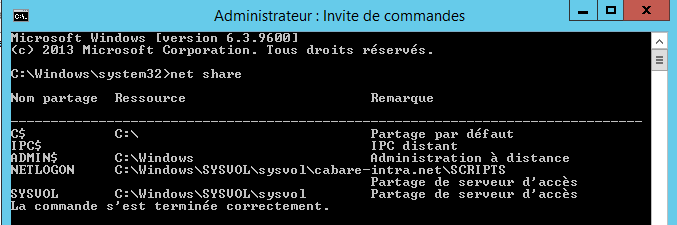 Administrateur : Invite de commandes
Microsoft Windows [version 6.3.9600]
(c) 2013 Microsoft Corporation. Tous droits réservés.
C:\Windows\system32>net share
Nom partage Ressource Remarque
-------------------------------------------------------------------------------
C$ C:\ Partage par défaut
IPC$ IPC distant
ADMIN$ C:\Windows Administration à distance
NETLOGON C:\Windows\SYSVOL\sysvol\cabare-intra.net\SCRIPTS
Partage de serveur d'accès
SYSVOL C:\Windows\SYSVOL\sysvol Partage de serveur d'accès
La commande s'est terminée correctement.